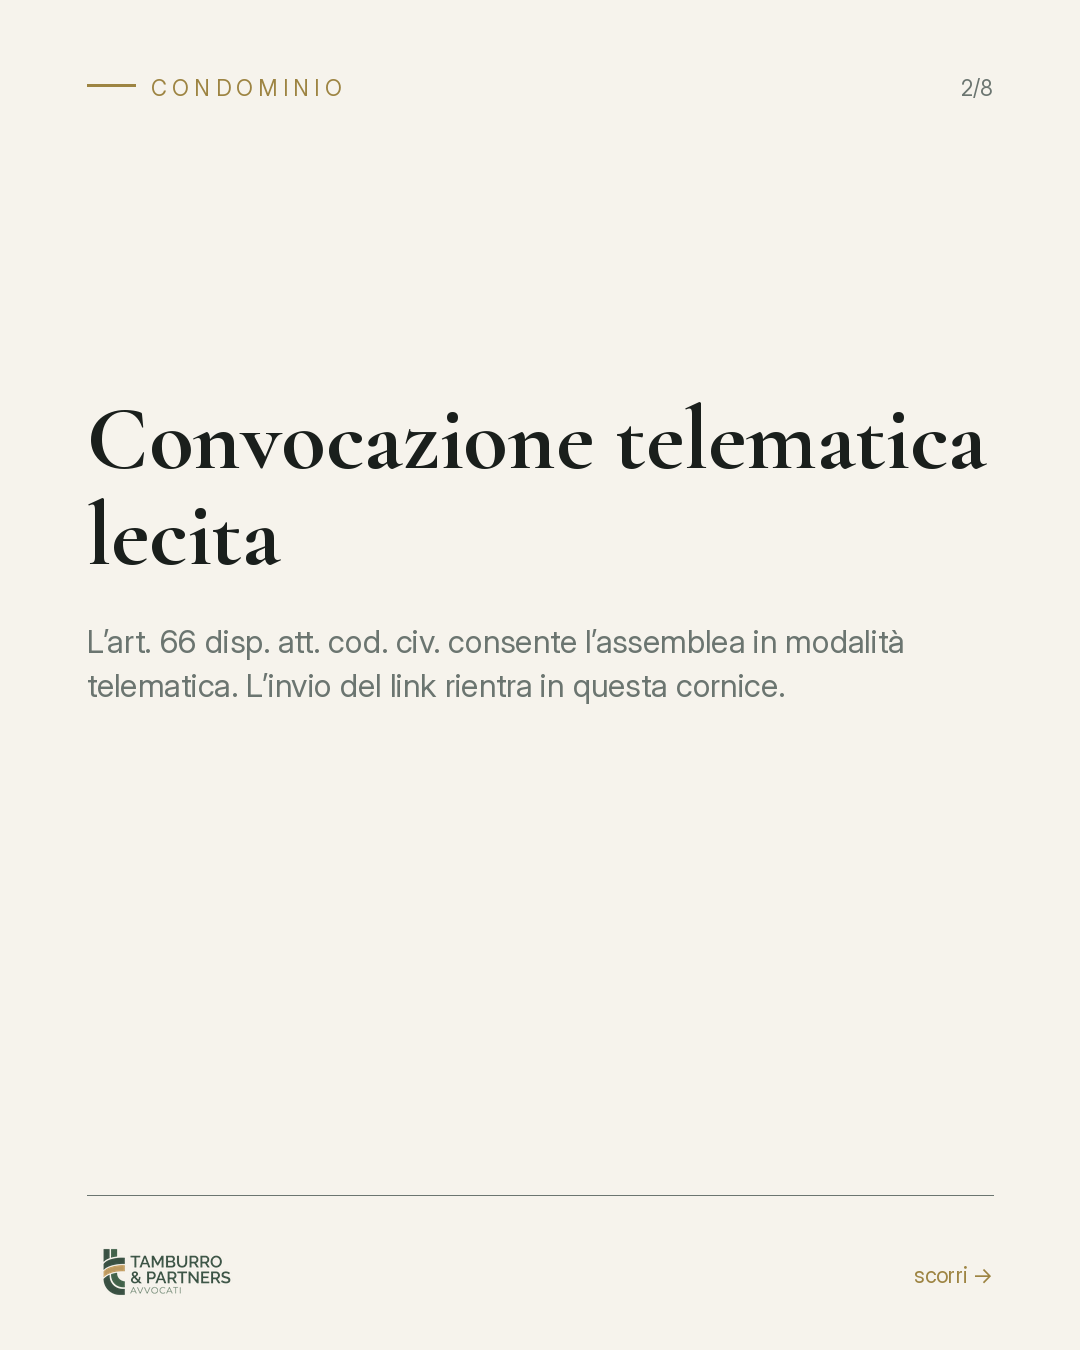 CONDOMINIO
2/8
Convocazione telematica
lecita
L’art. 66 disp. att. cod. civ. consente l’assemblea in modalità
telematica. L’invio del link rientra in questa cornice.
TAMBURRO
& PARTNERS
AVVOCATI
scorri →